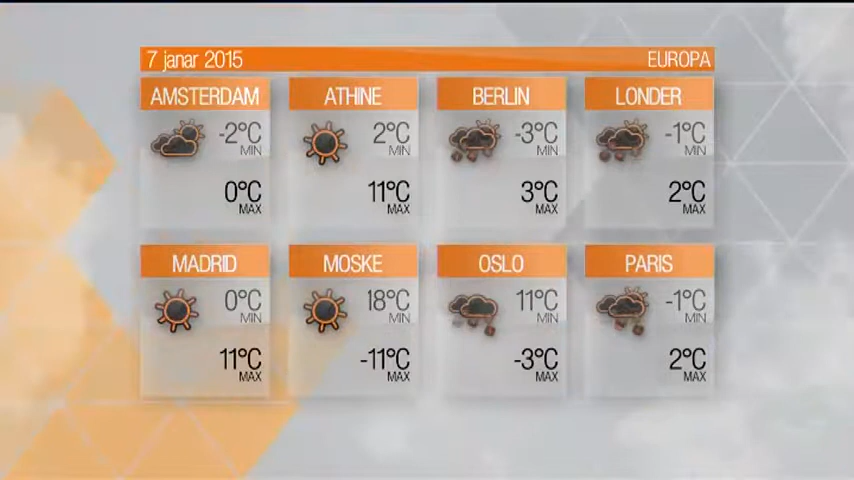 7 janar 2015 EUROPA
AMSTERDAM ATHINE BERLIN LONDER
-2°C 2°C -3°C -1°C
MIN MIN MIN MIN
0°C 11°C 3°C 2°C
MAX MAX MAX MAX
MADRID MOSKE OSLO PARIS
0°C 18°C 11°C -1°C
MIN MIN MIN MIN
11°C -11°C -3°C 2°C
MAX MAX MAX MAX